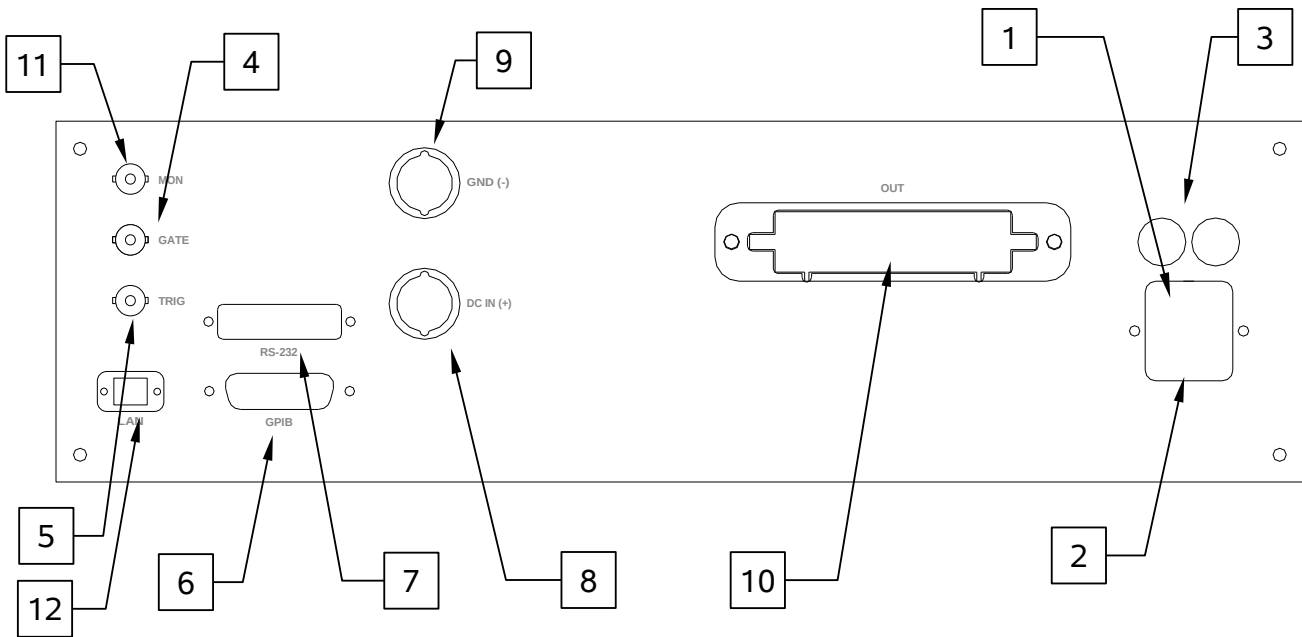 1
3
11
4
9
MON
GND (-)
OUT
GATE
TRIG
DC IN (+)
RS-232
LAN
GPIB
5
6
7
8
10
2
12